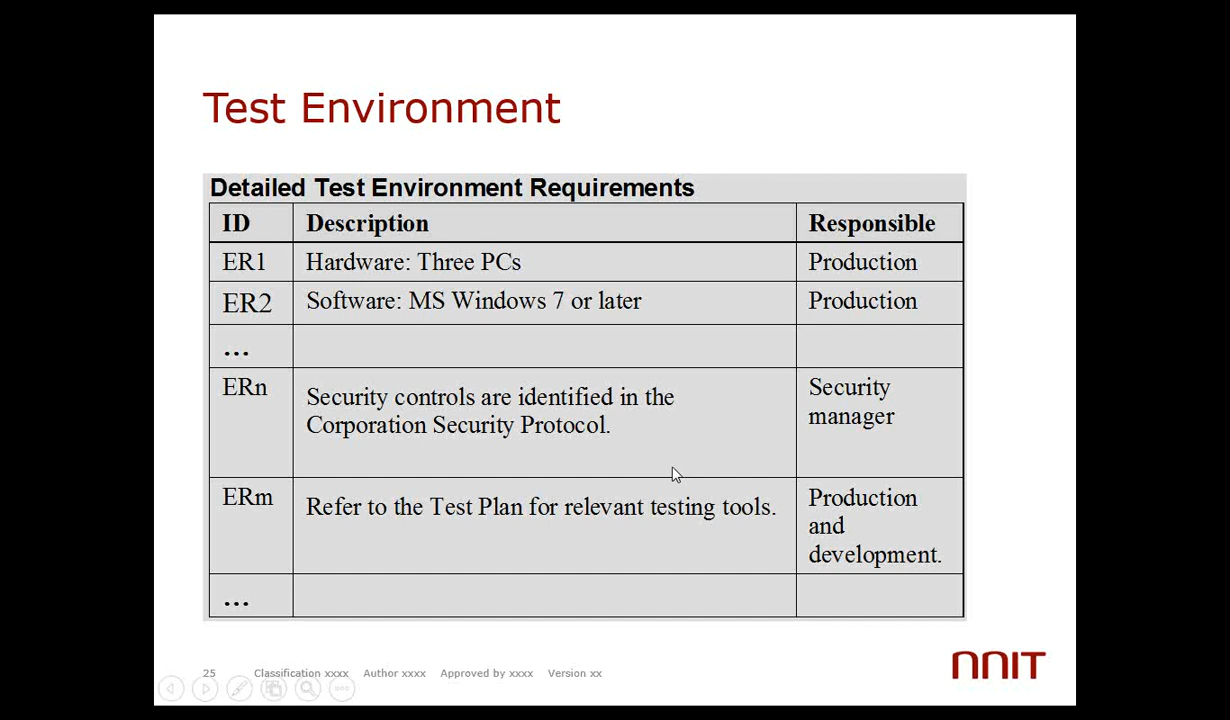 Test Environment
Detailed Test Environment Requirements
ID Description Responsible
ER1 Hardware: Three PCs Production
ER2 Software: MS Windows 7 or later Production
...
ERn Security controls are identified in the Corporation Security Protocol. Security manager
ERm Refer to the Test Plan for relevant testing tools. Production and development.
...
25 Classification xxxx Author xxxx Approved by xxxx Version xx
NNIT